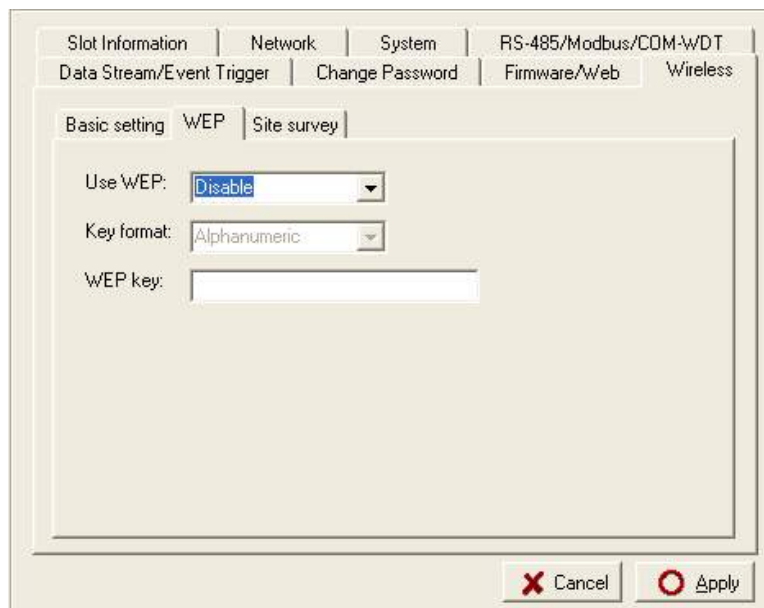 Slot Information Network System RS-485/Modbus/COM-WDT
Data Stream/Event Trigger Change Password Firmware/Web Wireless
Basic setting WEP Site survey
Use WEP: Disable
Key format: Alphanumeric
WEP key:
Cancel Apply